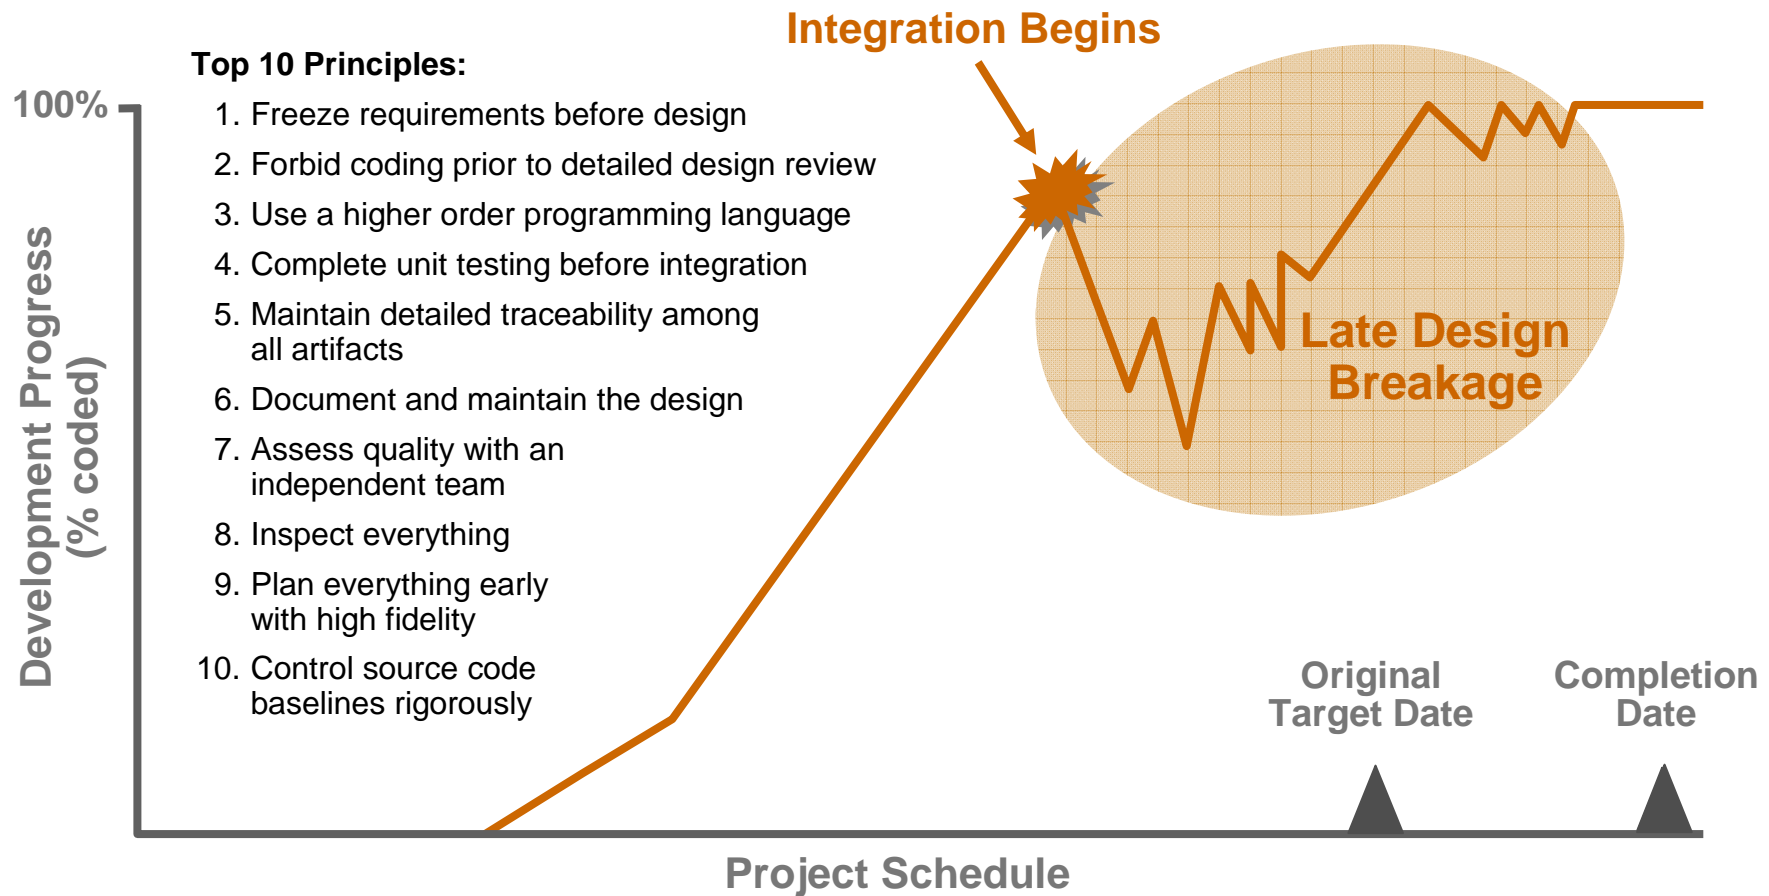 Integration Begins
Top 10 Principles:
100%
1. Freeze requirements before design
2. Forbid coding prior to detailed design review
3. Use a higher order programming language
4. Complete unit testing before integration
5. Maintain detailed traceability among
all artifacts
6. Document and maintain the design
7. Assess quality with an
independent team
8. Inspect everything
9. Plan everything early
with high fidelity
10. Control source code
baselines rigorously
Development Progress
(% coded)
Late Design
Breakage
Original
Target Date
Completion
Date
Project Schedule